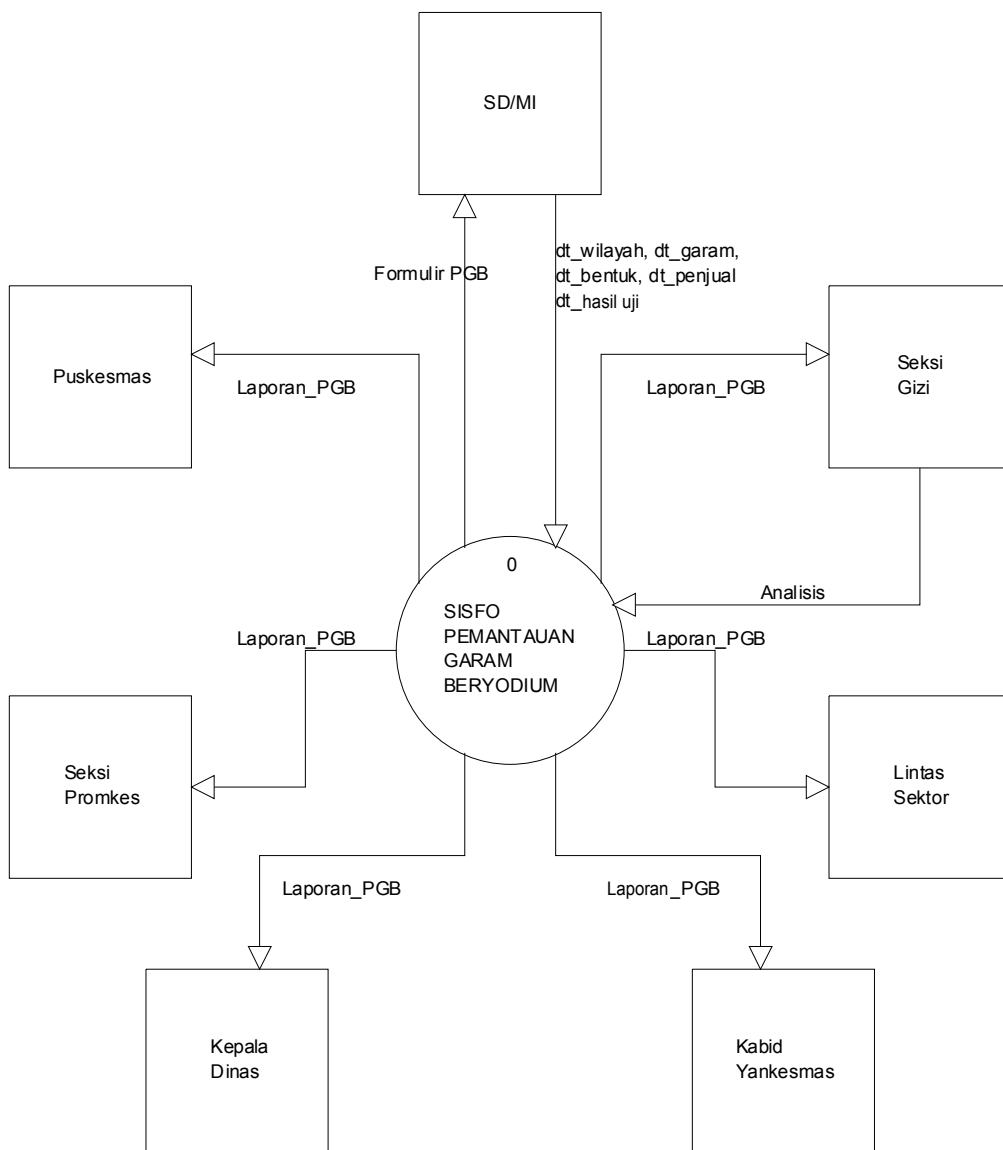 SD/MI
Formulir PGB
dt_wilayah, dt_garam,
dt_bentuk, dt_penjual
dt_hasil uji
Puskesmas
Laporan_PGB
Laporan_PGB
Seksi
Gizi
0
SISFO
PEMANTAUAN
GARAM
BERYODIUM
Analisis
Laporan_PGB
Laporan_PGB
Seksi
Promkes
Lintas
Sektor
Laporan_PGB
Laporan_PGB
Kepala
Dinas
Kabid
Yankesmas